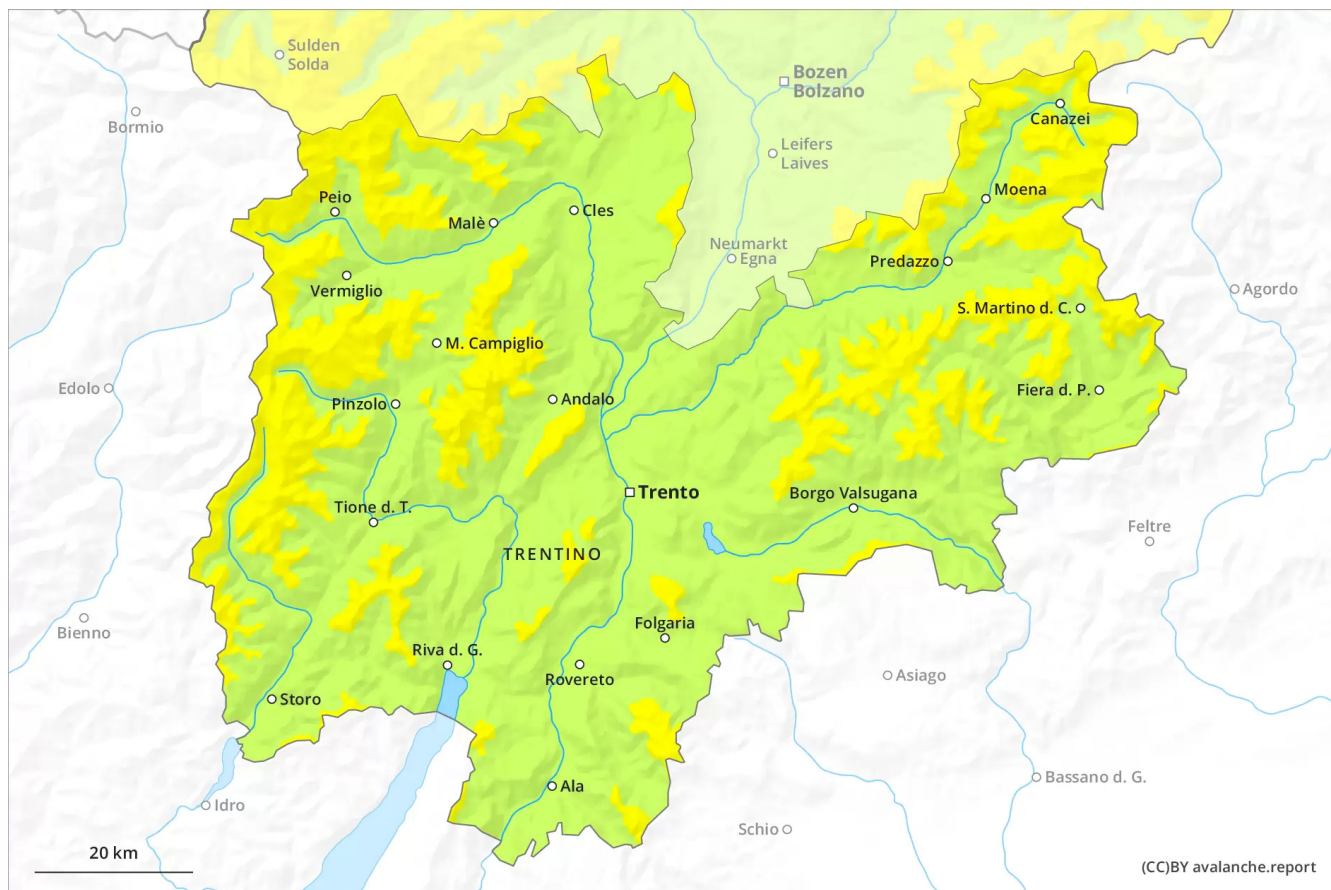 Sulden
Solda
Bozen
Bolzano
Bormio
Canazei
Leifers
Laives
Peio
Moena
Malè
Cles
Neumarkt
Egna
Predazzo
Vermiglio
Agordo
S. Martino d. C.
M. Campiglio
Edolo
Andalo
Fiera d. P.
Pinzolo
Trento
Borgo Valsugana
Tione d. T.
Feltre
TRENTINO
Bienno
Folgaria
Riva d. G.
Asiago
Rovereto
Storo
Bassano d. G.
Ala
Idro
Schio
20 km
(CC)BY avalanche.report